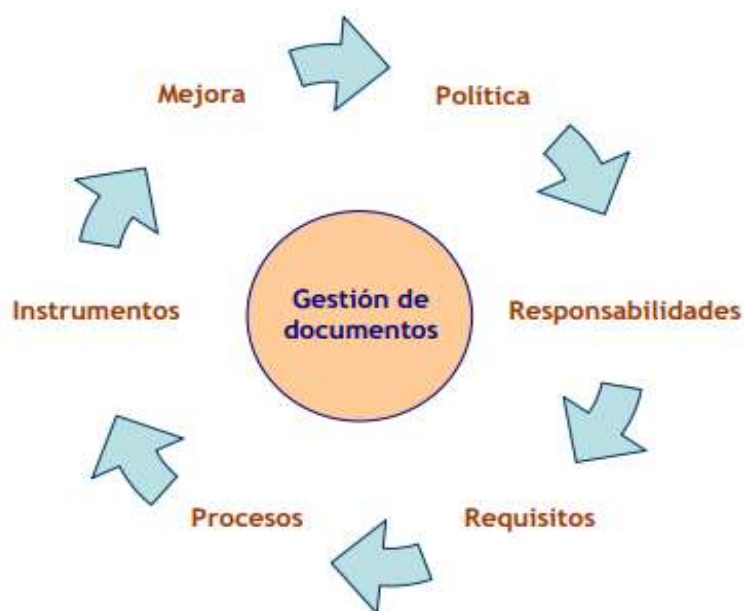 Mejora
Política
Instrumentos
Gestión de
documentos
Responsabilidades
Procesos
Requisitos